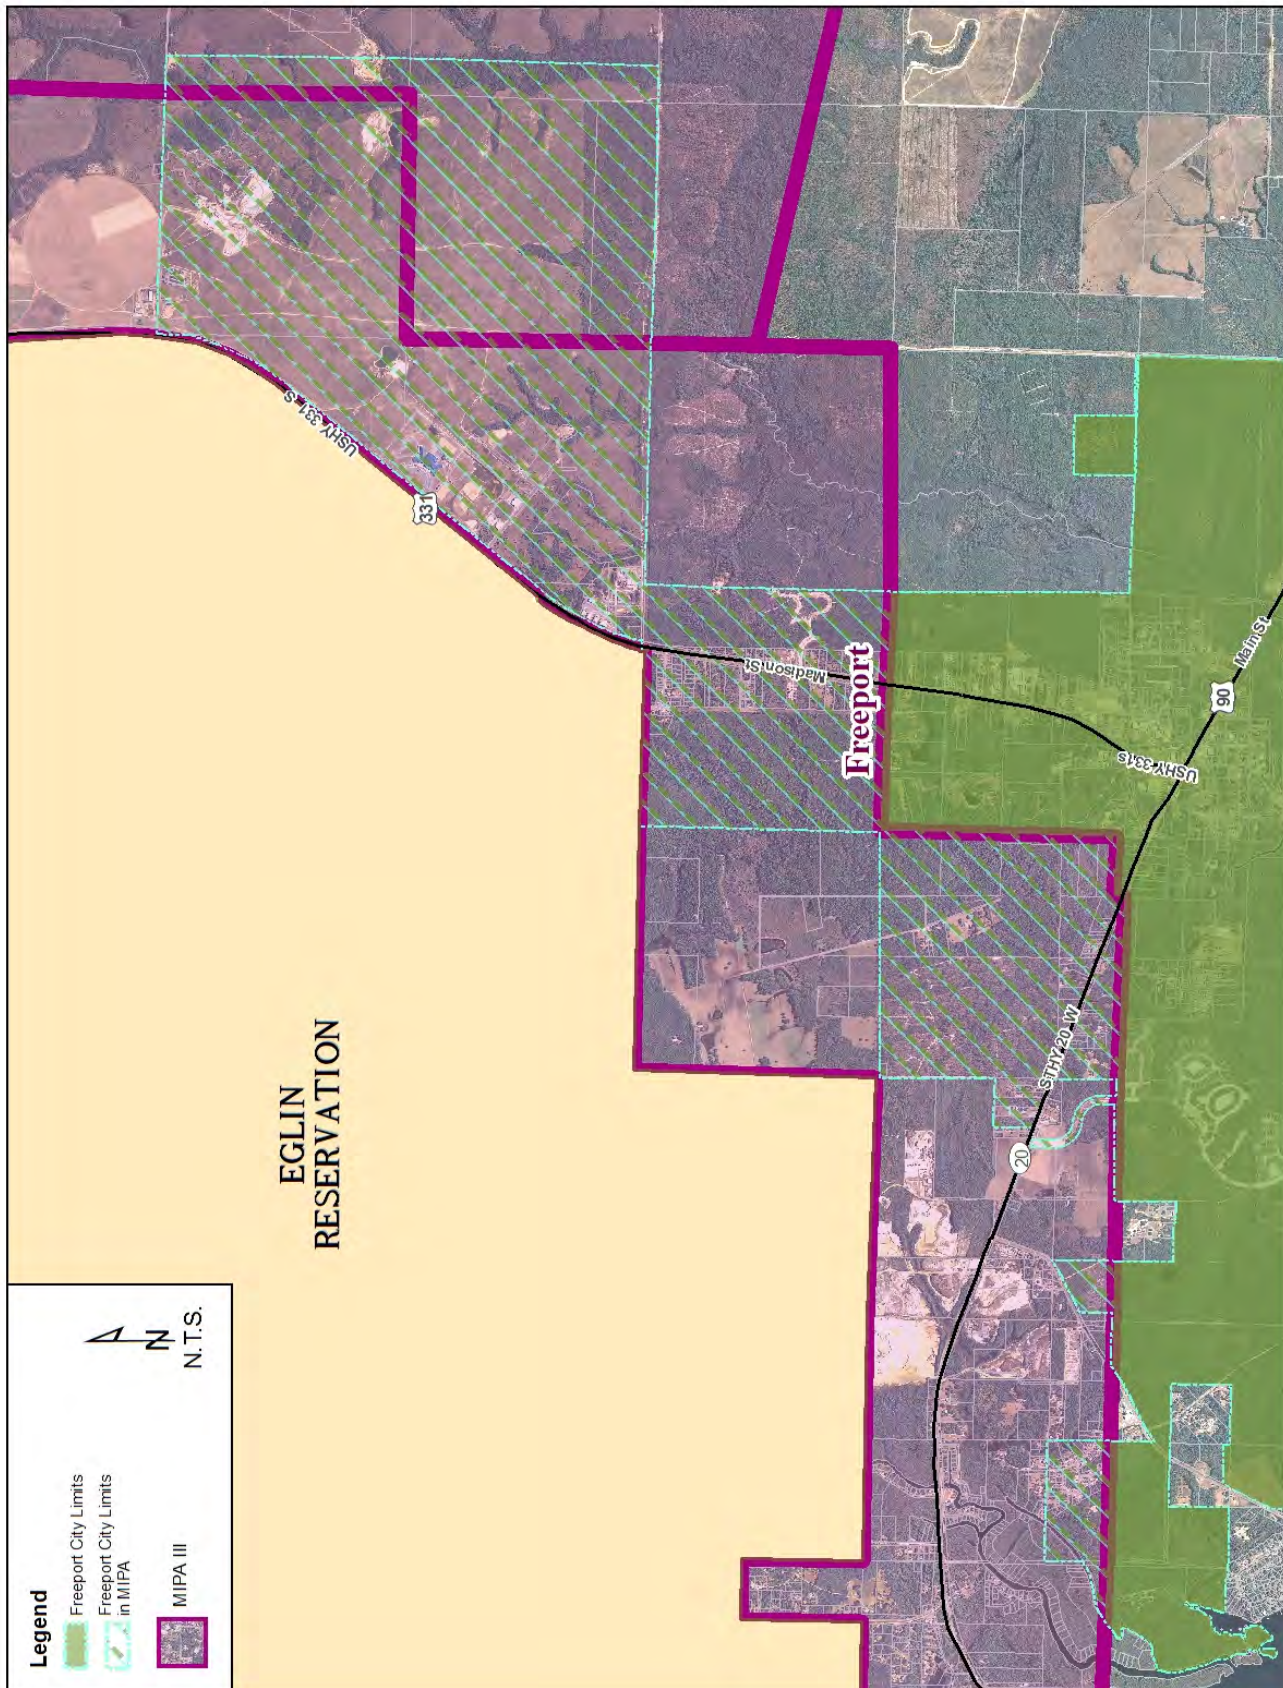 USHY 331 S
331
Madison St
Freeport
USHY 331 S
90
Main St
EGLIN
RESERVATION
STHY 20 W
20
Legend
Freeport City Limits
Freeport City Limits
in MIPA
MIPA III
N
N.T.S.